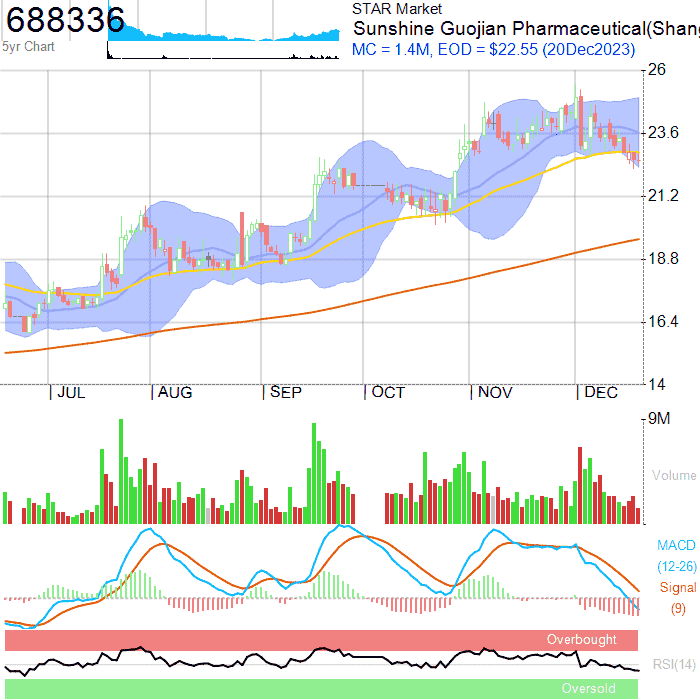 688336
5yr Chart
STAR Market
Sunshine Guojian Pharmaceutical(Shang
MC = 1.4M, EOD = $22.55 (20Dec2023)
26
23.6
21.2
18.8
16.4
14
JUL AUG SEP OCT NOV DEC
9M
Volume
MACD
(12-26)
Signal
(9)
Overbought
RSI(14)
Oversold